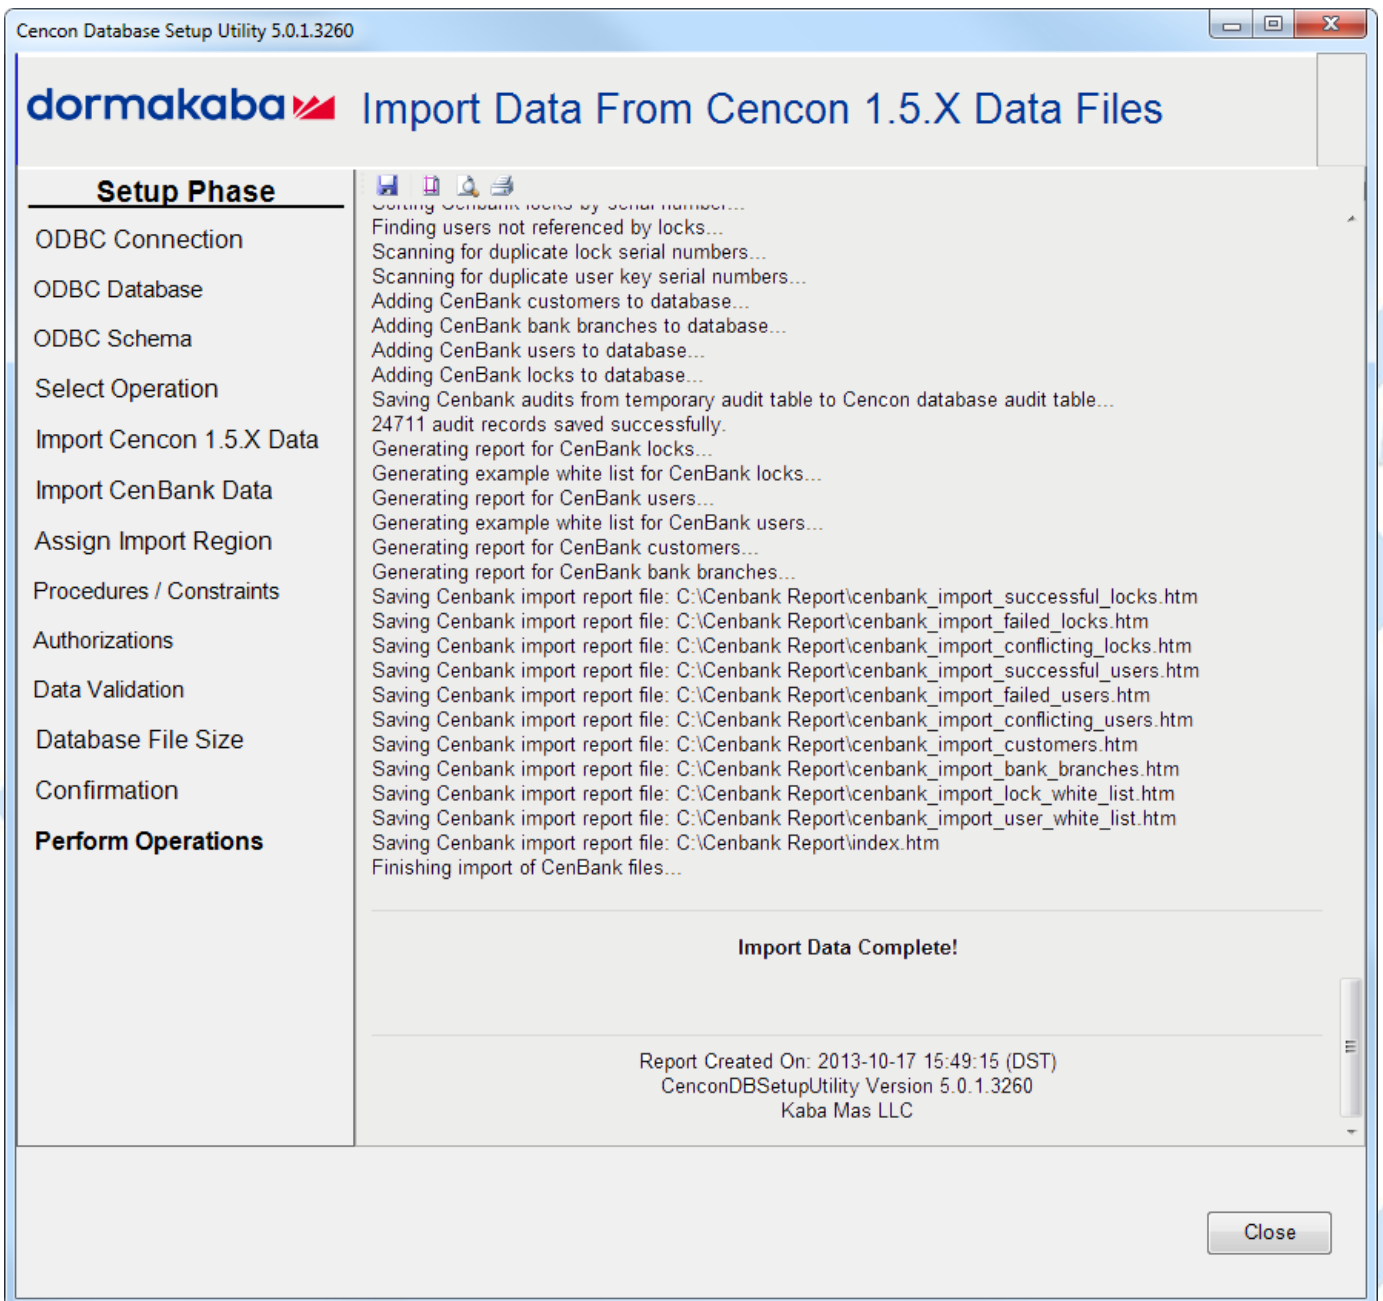 Cencon Database Setup Utility 5.0.1.3260
dormakaba
Import Data From Cencon 1.5.X Data Files
Setup Phase
ODBC Connection
ODBC Database
ODBC Schema
Select Operation
Import Cencon 1.5.X Data
Import CenBank Data
Assign Import Region
Procedures / Constraints
Authorizations
Data Validation
Database File Size
Confirmation
Perform Operations
Sorting Cenbank locks by serial number...
Finding users not referenced by locks...
Scanning for duplicate lock serial numbers...
Scanning for duplicate user key serial numbers...
Adding CenBank customers to database...
Adding CenBank bank branches to database...
Adding CenBank users to database...
Adding CenBank locks to database...
Saving Cenbank audits from temporary audit table to Cencon database audit table...
24711 audit records saved successfully.
Generating report for CenBank locks...
Generating example white list for CenBank locks...
Generating report for CenBank users...
Generating example white list for CenBank users...
Generating report for CenBank customers...
Generating report for CenBank bank branches...
Saving Cenbank import report file: C:\Cenbank Report\cenbank_import_successful_locks.htm
Saving Cenbank import report file: C:\Cenbank Report\cenbank_import_failed_locks.htm
Saving Cenbank import report file: C:\Cenbank Report\cenbank_import_conflicting_locks.htm
Saving Cenbank import report file: C:\Cenbank Report\cenbank_import_successful_users.htm
Saving Cenbank import report file: C:\Cenbank Report\cenbank_import_failed_users.htm
Saving Cenbank import report file: C:\Cenbank Report\cenbank_import_conflicting_users.htm
Saving Cenbank import report file: C:\Cenbank Report\cenbank_import_customers.htm
Saving Cenbank import report file: C:\Cenbank Report\cenbank_import_bank_branches.htm
Saving Cenbank import report file: C:\Cenbank Report\cenbank_import_lock_white_list.htm
Saving Cenbank import report file: C:\Cenbank Report\cenbank_import_user_white_list.htm
Saving Cenbank import report file: C:\Cenbank Report\index.htm
Finishing import of CenBank files...
Import Data Complete!
Report Created On: 2013-10-17 15:49:15 (DST)
CenconDBSetupUtility Version 5.0.1.3260
Kaba Mas LLC
Close